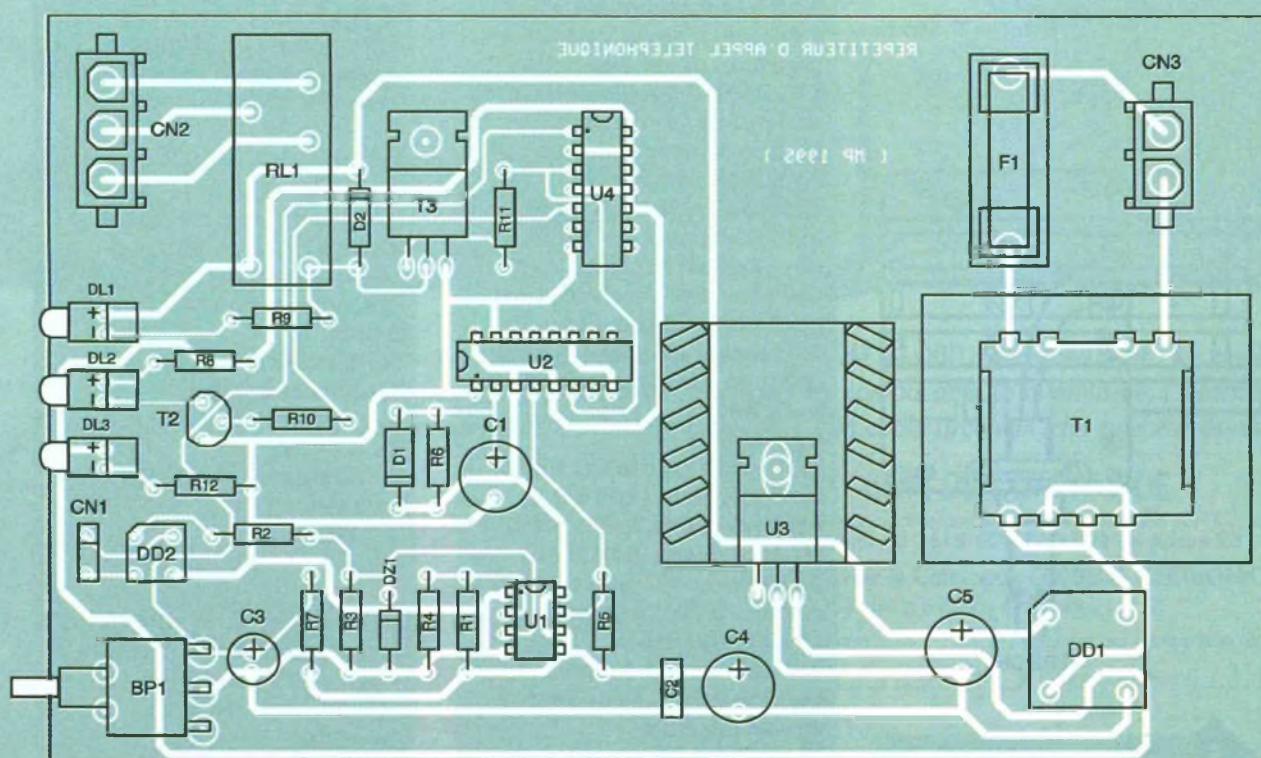 REPETITEUR D'APPEL TELEPHONIQUE
( MP 1995 )
CN2
RL1
D2
T3
R11
U4
F1
CN3
DL1
+
-
R9
DL2
+
-
R8
T2
R10
U2
DL3
+
-
R12
D1
R6
C1
+
U3
T1
CN1
DD2
R2
DZ1
C3
+
R7
R3
R4
R1
U1
R5
C2
C4
+
C5
+
DD1
BP1